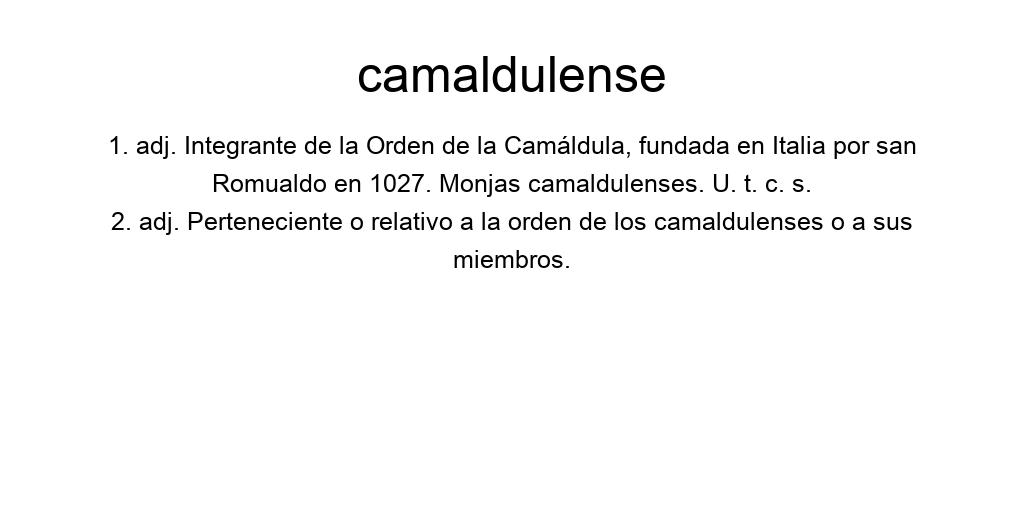 camaldulense
1. adj. Integrante de la Orden de la Camáldula, fundada en Italia por san
Romualdo en 1027. Monjas camaldulenses. U. t. c. s.
2. adj. Perteneciente o relativo a la orden de los camaldulenses o a sus
miembros.